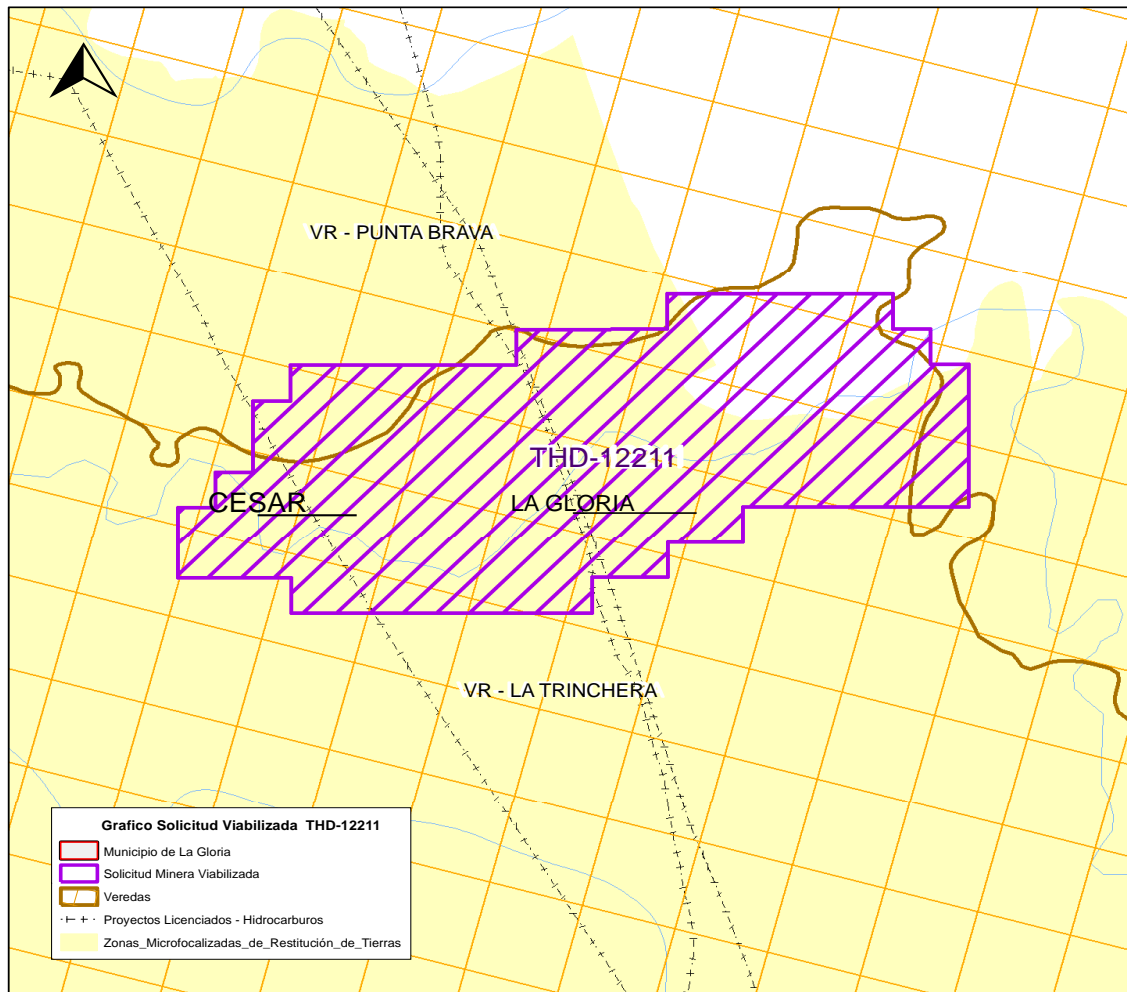 VR - PUNTA BRAVA
THD-12211
CESAR
LA GLORIA
VR - LA TRINCHERA
Grafico Solicitud Viabilizada THD-12211
Municipio de La Gloria
Solicitud Minera Viabilizada
Veredas
Proyectos Licenciados - Hidrocarburos
Zonas_Microfocalizadas_de_Restitución_de_Tierras